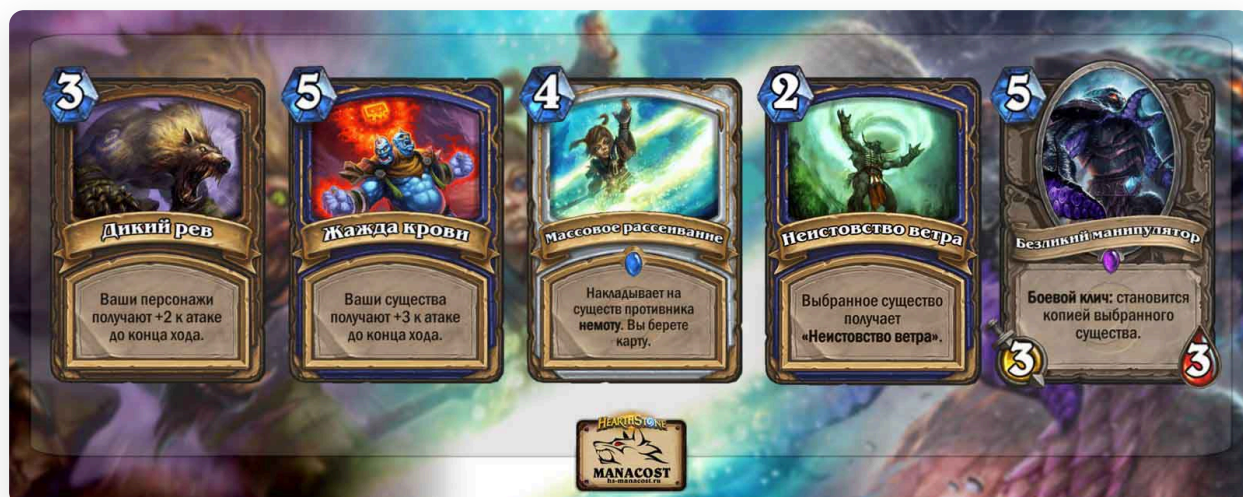 3
Дикий рев
Ваши персонажи
получают +2 к атаке
до конца хода.
5
Жажда крови
Ваши существа
получают +3 к атаке
до конца хода.
4
Массовое рассеивание
Накладывает на
существ противника
немоту. Вы берете
карту.
2
Неистовство ветра
Выбранное существо
получает
«Неистовство ветра».
5
Безликий манипулятор
Боевой клич: становится
копией выбранного
существа.
3
3
HEARTHSTONE
MANACOST
hs-manacost.ru